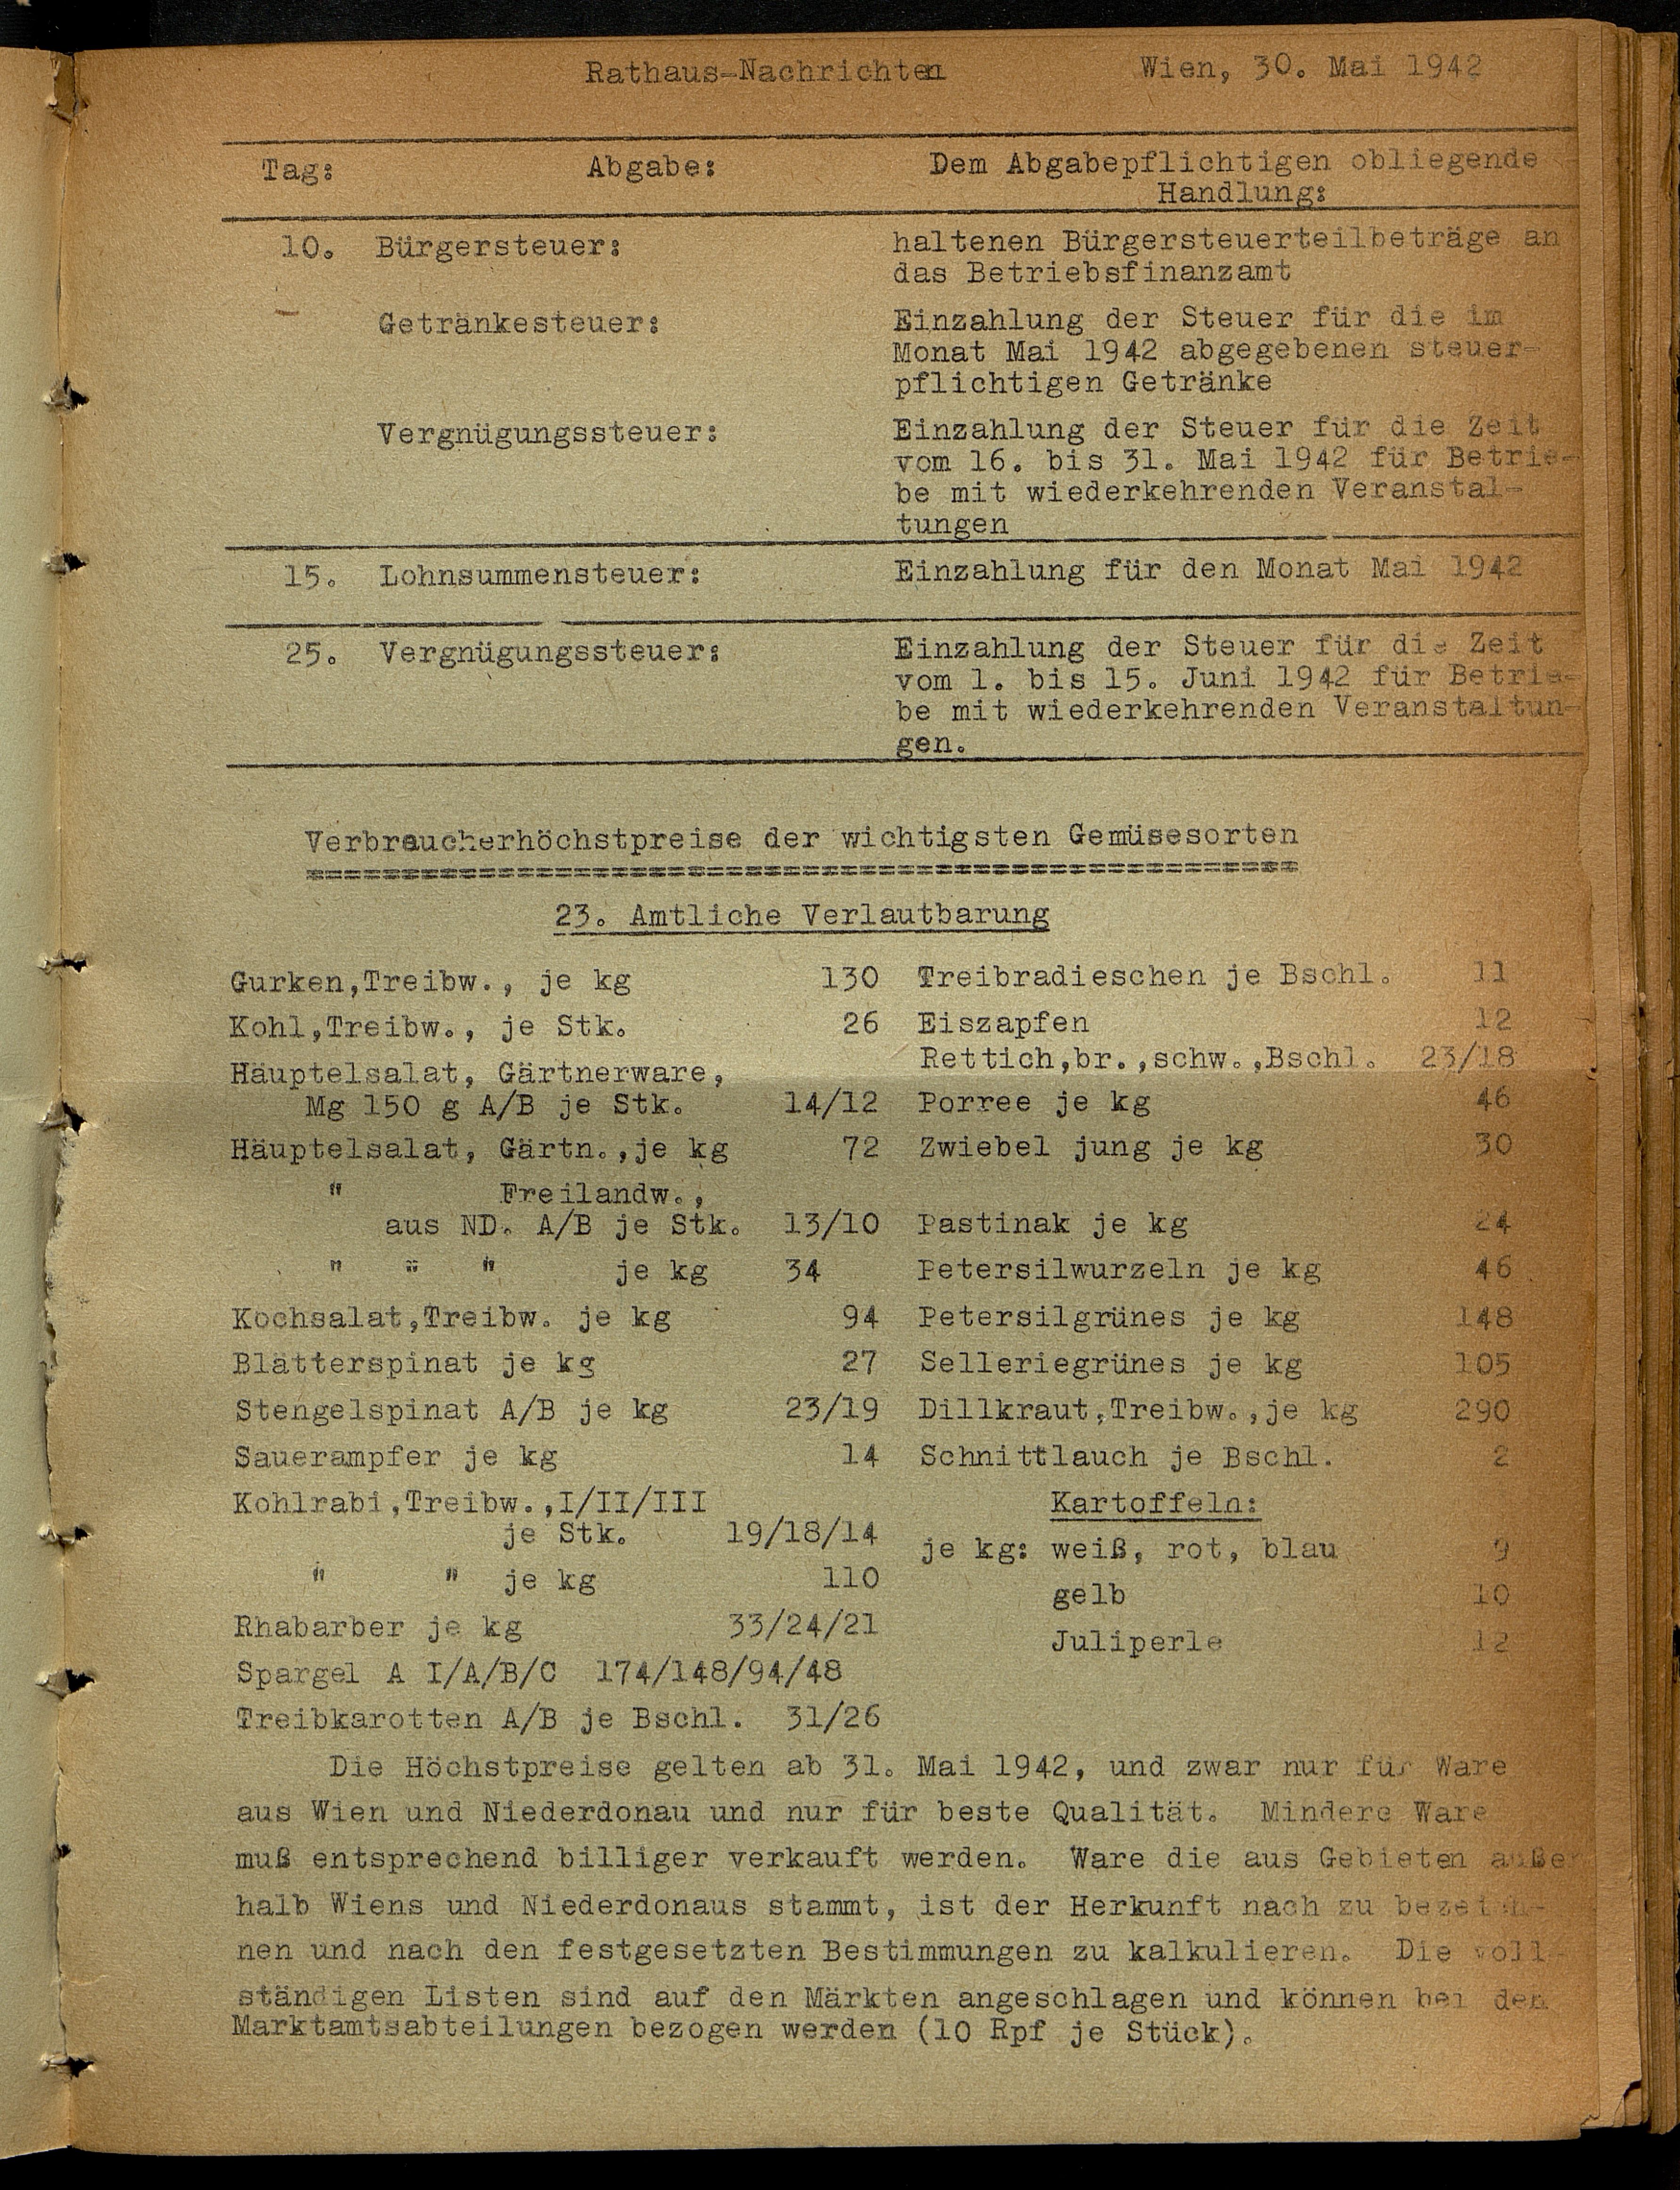 Rathaus-Nachrichten Wien, 30. Mai 1942
Tag: Abgabe: Dem Abgabepflichtigen obliegende
Handlung:
10. Bürgersteuer: haltenen Bürgersteuerteilbeträge an
das Betriebsfinanzamt
Getränkesteuer: Einzahlung der Steuer für die im
Monat Mai 1942 abgegebenen steuer-
pflichtigen Getränke
Vergnügungssteuer: Einzahlung der Steuer für die Zeit
vom 16. bis 31. Mai 1942 für Betrie-
be mit wiederkehrenden Veranstal-
tungen
15. Lohnsummensteuer: Einzahlung für den Monat Mai 1942
25. Vergnügungssteuer: Einzahlung der Steuer für die Zeit
vom 1. bis 15. Juni 1942 für Betrie-
be mit wiederkehrenden Veranstaltun-
gen.
Verbraucherhöchstpreise der wichtigsten Gemüsesorten
23. Amtliche Verlautbarung
Gurken,Treibw., je kg 130
Kohl,Treibw., je Stk. 26
Häuptelsalat, Gärtnerware,
Mg 150 g A/B je Stk. 14/12
Häuptelsalat, Gärtn.,je kg 72
" Freilandw.,
aus ND. A/B je Stk. 13/10
" " " je kg 34
Kochsalat,Treibw. je kg 94
Blätterspinat je kg 27
Stengelspinat A/B je kg 23/19
Sauerampfer je kg 14
Kohlrabi,Treibw.,I/II/III
je Stk. 19/18/14
" " je kg 110
Rhabarber je kg 33/24/21
Spargel A I/A/B/C 174/148/94/48
Treibkarotten A/B je Bschl. 31/26
Treibradieschen je Bschl. 11
Eiszapfen 12
Rettich,br.,schw.,Bschl. 23/18
Porree je kg 46
Zwiebel jung je kg 30
Pastinak je kg 24
Petersilwurzeln je kg 46
Petersilgrünes je kg 148
Selleriegrünes je kg 105
Dillkraut,Treibw.,je kg 290
Schnittlauch je Bschl. 2
Kartoffeln:
je kg: weiß, rot, blau 9
gelb 10
Juliperle 12
Die Höchstpreise gelten ab 31. Mai 1942, und zwar nur für Ware
aus Wien und Niederdonau und nur für beste Qualität. Mindere Ware
muß entsprechend billiger verkauft werden. Ware die aus Gebieten außer
halb Wiens und Niederdonaus stammt, ist der Herkunft nach zu bezeich-
nen und nach den festgesetzten Bestimmungen zu kalkulieren. Die voll-
ständigen Listen sind auf den Märkten angeschlagen und können bei den
Marktamtsabteilungen bezogen werden (10 Rpf je Stück).